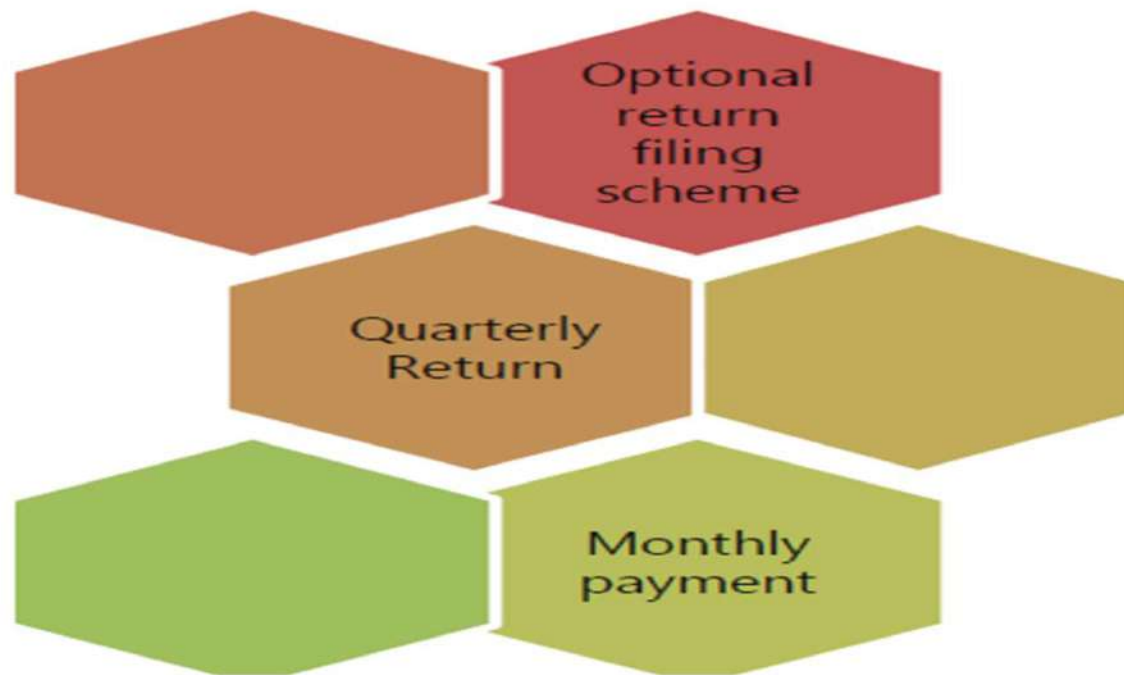 Optional
return
filing
scheme
Quarterly
Return
Monthly
payment